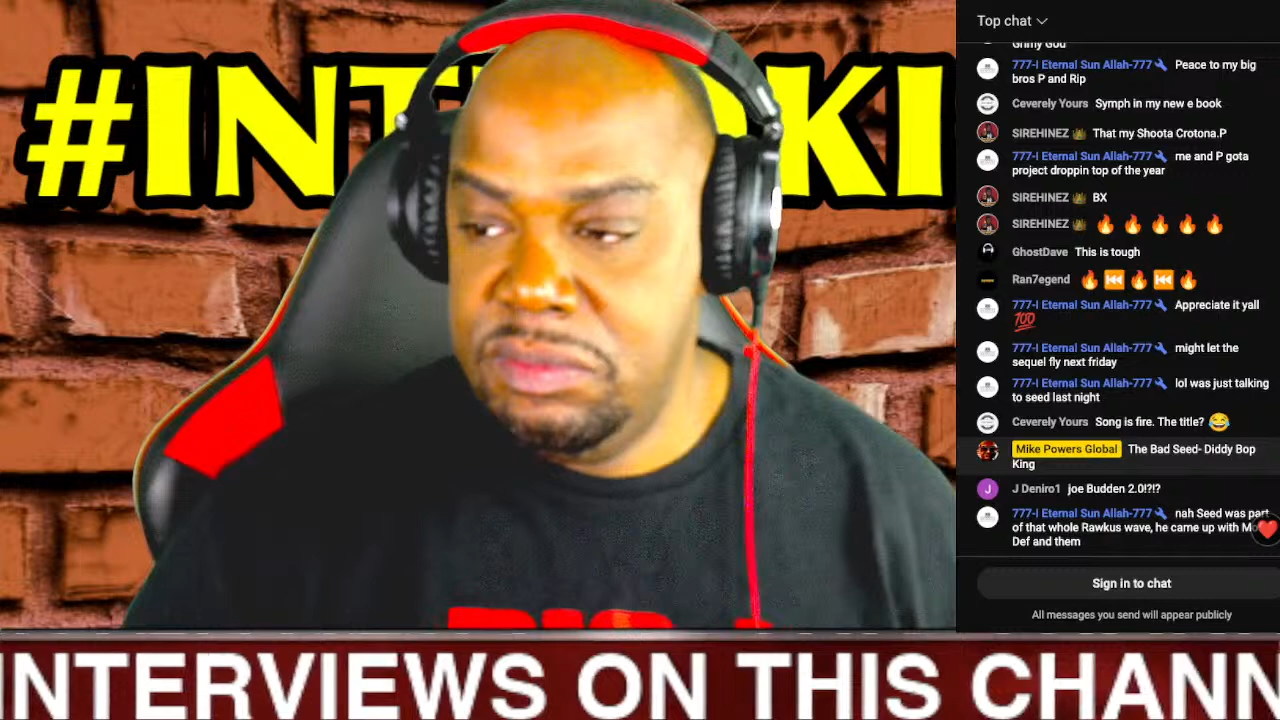 #INT
KI
Top chat
Grimy God
777-I Eternal Sun Allah-777 Peace to my big
bros P and Rip
Ceverely Yours Symph in my new e book
SIREHINEZ That my Shoota Crotona.P
777-I Eternal Sun Allah-777 me and P gota
project droppin top of the year
SIREHINEZ BX
SIREHINEZ 🔥 🔥 🔥 🔥 🔥
GhostDave This is tough
Ran7egend 🔥 ⏮ 🔥 ⏮ 🔥
777-I Eternal Sun Allah-777 Appreciate it yall
💯
777-I Eternal Sun Allah-777 might let the
sequel fly next friday
777-I Eternal Sun Allah-777 lol was just talking
to seed last night
Ceverely Yours Song is fire. The title? 😂
Mike Powers Global The Bad Seed- Diddy Bop
King
J Deniro1 joe Budden 2.0!?!?
777-I Eternal Sun Allah-777 nah Seed was part
of that whole Rawkus wave, he came up with
Def and them
Sign in to chat
All messages you send will appear publicly
INTERVIEWS ON THIS CHANN